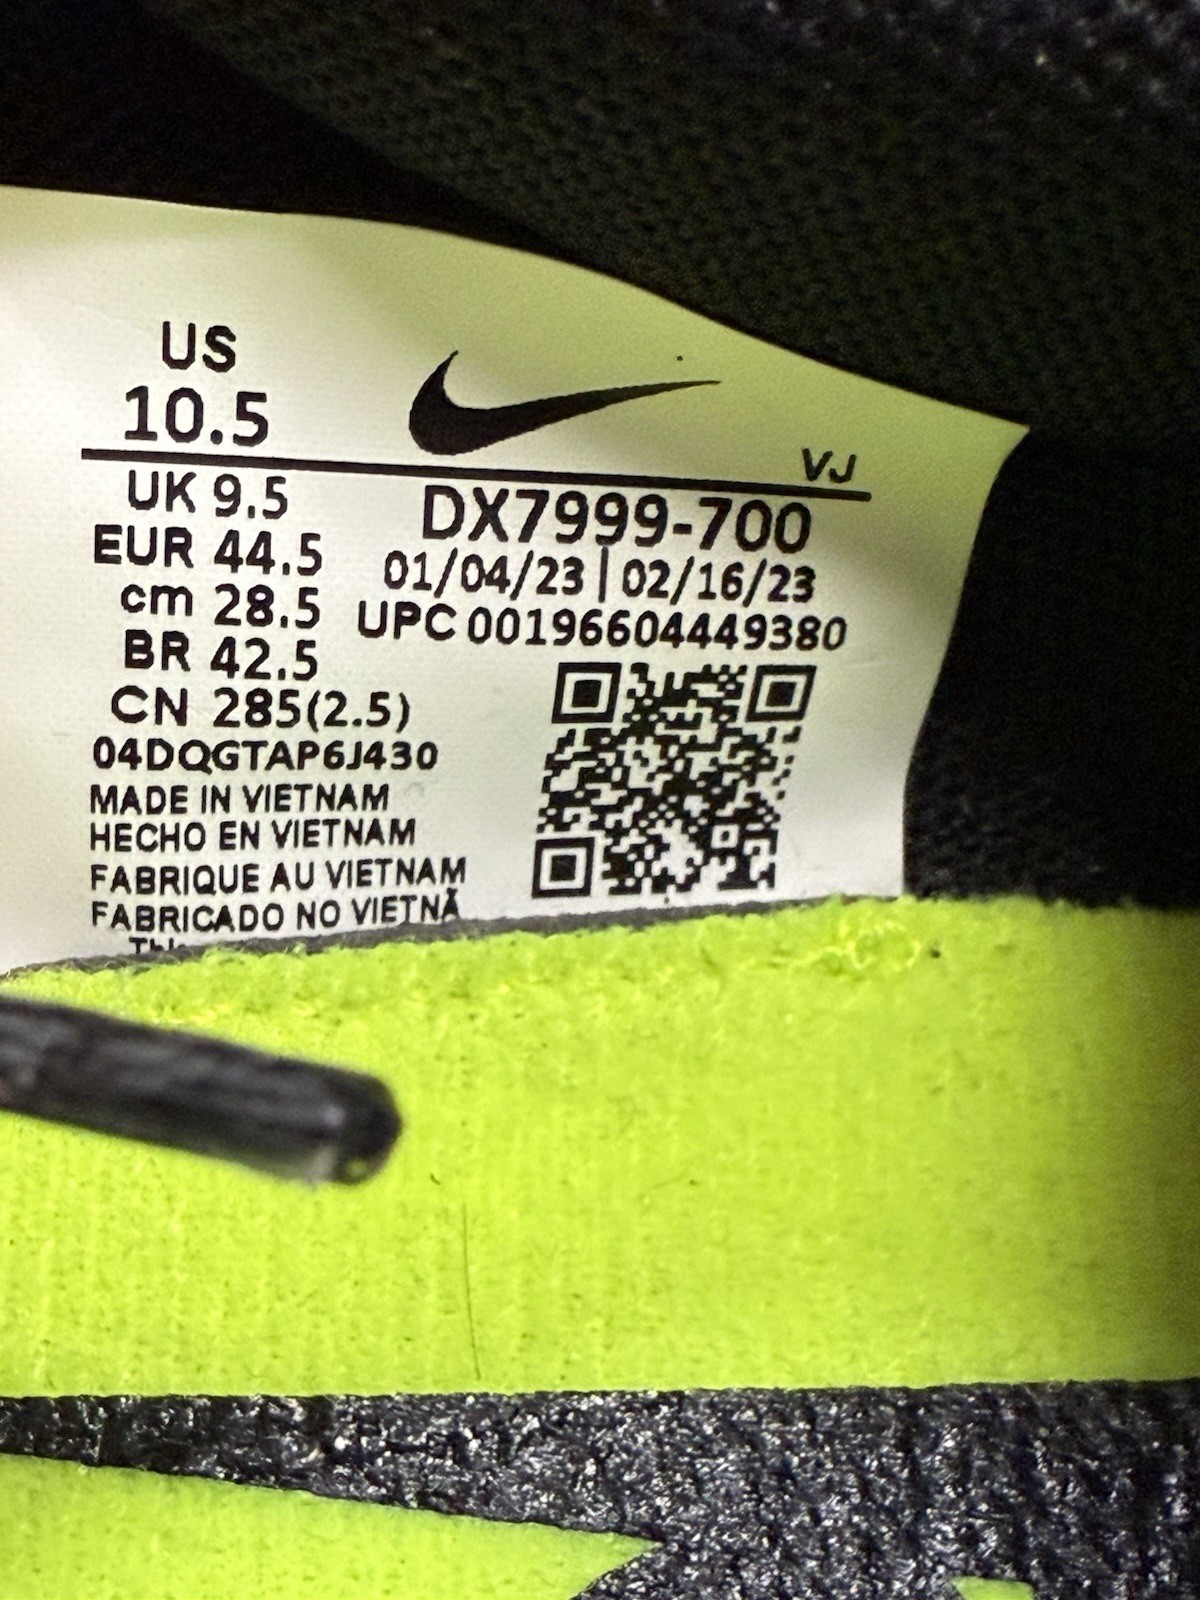 US
10.5
UK 9.5
EUR 44.5
cm 28.5
BR 42.5
CN 285(2.5)
04DQGTAP6J430
MADE IN VIETNAM
HECHO EN VIETNAM
FABRIQUE AU VIETNAM
FABRICADO NO VIETNÃ
VJ
DX7999-700
01/04/23 | 02/16/23
UPC 00196604449380